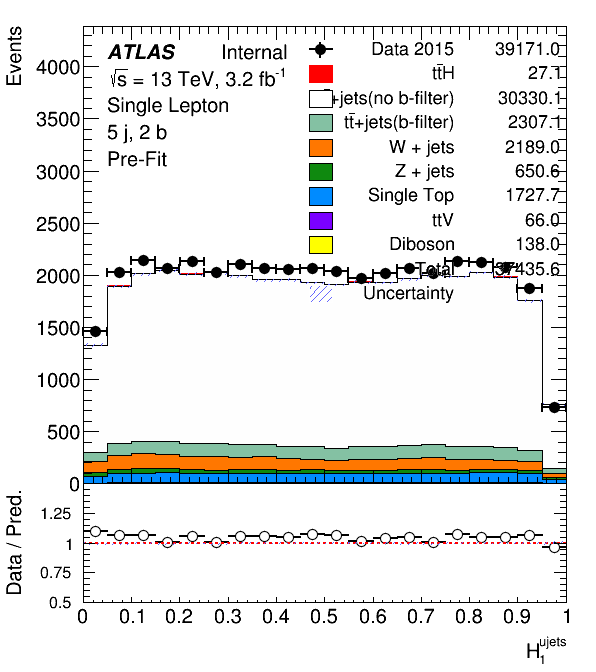 Events
ATLAS Internal
√s = 13 TeV, 3.2 fb⁻¹
Single Lepton
5 j, 2 b
Pre-Fit
Data 2015 39171.0
tt̄H 27.1
+jets(no b-filter) 30330.1
tt̄+jets(b-filter) 2307.1
W + jets 2189.0
Z + jets 650.6
Single Top 1727.7
ttV 66.0
Diboson 138.0
Total 37435.6
Uncertainty
4000
3500
3000
2500
2000
1500
1000
500
0
Data / Pred.
1.25
1
0.75
0.5
0 0.1 0.2 0.3 0.4 0.5 0.6 0.7 0.8 0.9 1
H₁ᵘʲᵉᵗˢ